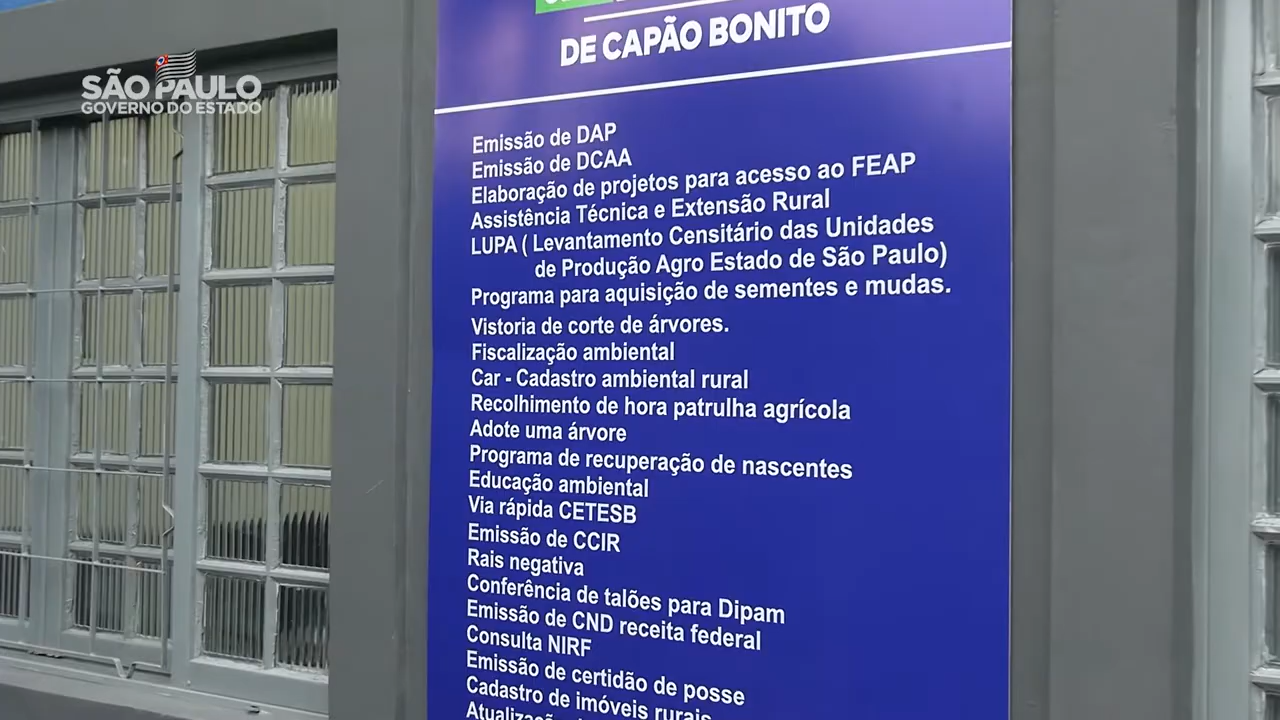 SÃO PAULO
GOVERNO DO ESTADO
DE CAPÃO BONITO
Emissão de DAP
Emissão de DCAA
Elaboração de projetos para acesso ao FEAP
Assistência Técnica e Extensão Rural
LUPA ( Levantamento Censitário das Unidades
de Produção Agro Estado de São Paulo)
Programa para aquisição de sementes e mudas.
Vistoria de corte de árvores.
Fiscalização ambiental
Car - Cadastro ambiental rural
Recolhimento de hora patrulha agrícola
Adote uma árvore
Programa de recuperação de nascentes
Educação ambiental
Via rápida CETESB
Emissão de CCIR
Rais negativa
Conferência de talões para Dipam
Emissão de CND receita federal
Consulta NIRF
Emissão de certidão de posse
Cadastro de imóveis rurais
Atualização